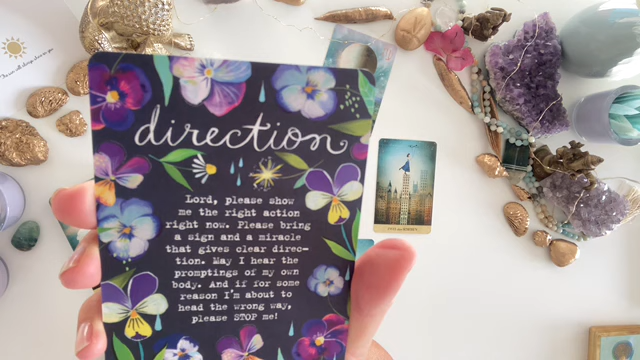 direction
Lord, please show
me the right action
right now. Please bring
a sign and a miracle
that gives clear direc-
tion. May I hear the
promptings of my own
body. And if for some
reason I'm about to
head the wrong way,
please STOP me!